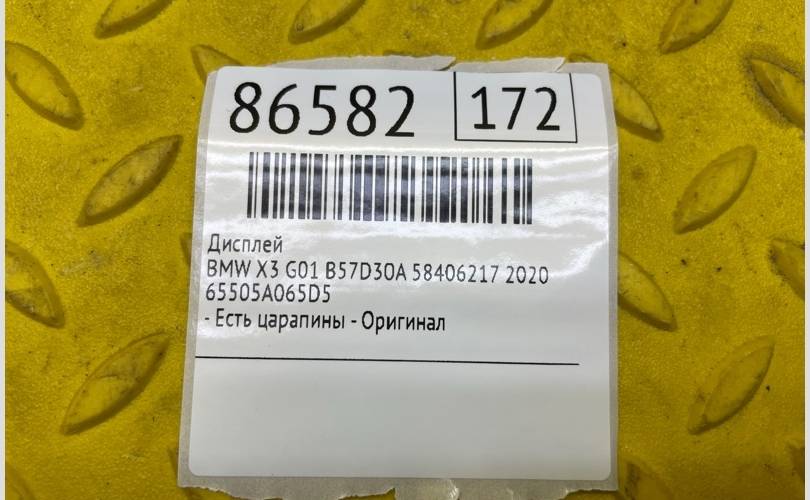 86582 172
Дисплей
BMW X3 G01 B57D30A 58406217 2020
65505A065D5
- Есть царапины - Оригинал